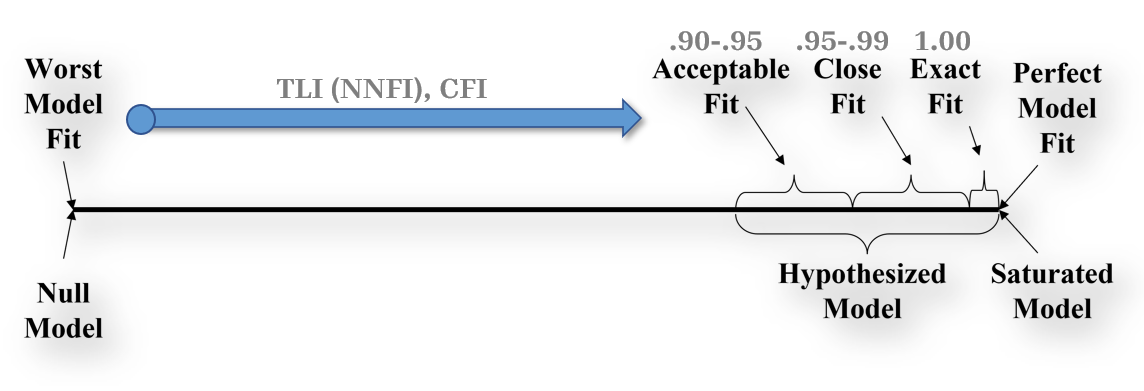 .90-.95
.95-.99
1.00
Worst
Model
Fit
TLI (NNFI), CFI
Acceptable
Fit
Close
Fit
Exact
Fit
Perfect
Model
Fit
Null
Model
Hypothesized
Model
Saturated
Model